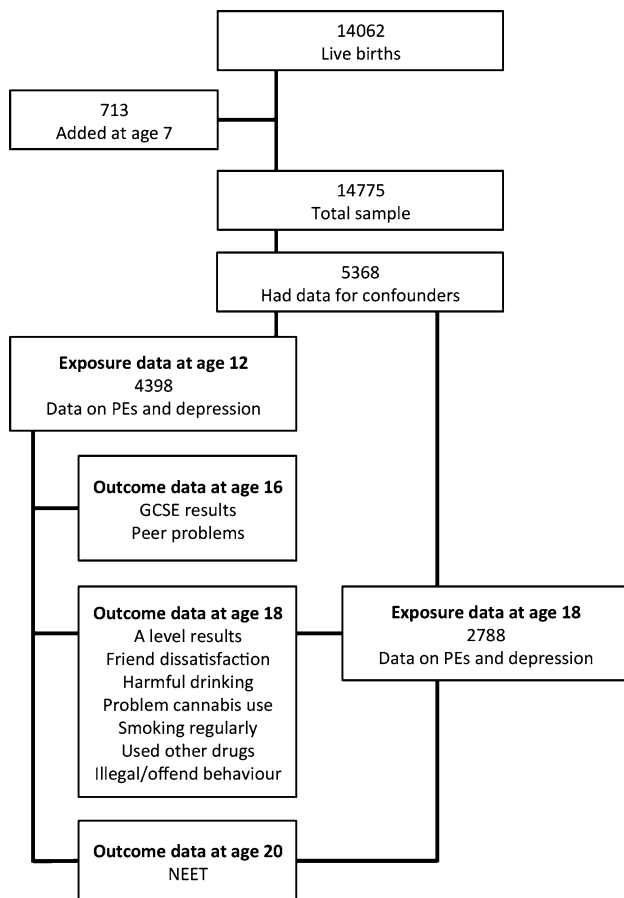 14062
Live births
713
Added at age 7
14775
Total sample
5368
Had data for confounders
Exposure data at age 12
4398
Data on PEs and depression
Outcome data at age 16
GCSE results
Peer problems
Outcome data at age 18
A level results
Friend dissatisfaction
Harmful drinking
Problem cannabis use
Smoking regularly
Used other drugs
Illegal/offend behaviour
Exposure data at age 18
2788
Data on PEs and depression
Outcome data at age 20
NEET